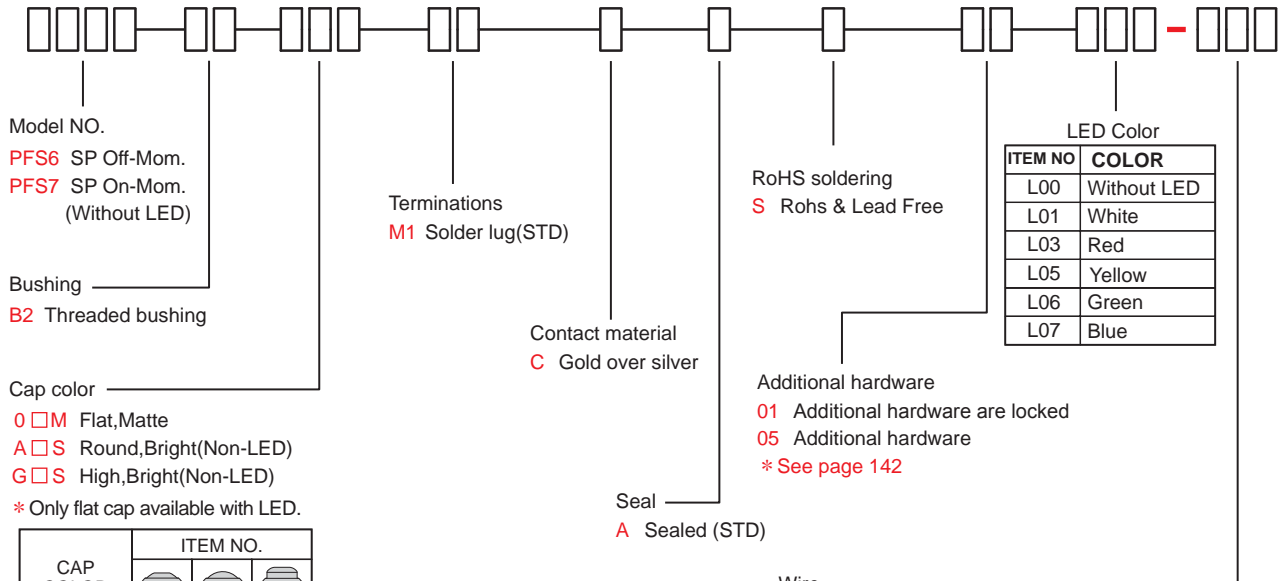 Model NO.
PFS6 SP Off-Mom.
PFS7 SP On-Mom.
(Without LED)
Bushing
B2 Threaded bushing
Cap color
0 □ M Flat,Matte
A □ S Round,Bright(Non-LED)
G □ S High,Bright(Non-LED)
* Only flat cap available with LED.
CAP
ITEM NO.
Terminations
M1 Solder lug(STD)
Contact material
C Gold over silver
Seal
A Sealed (STD)
RoHS soldering
S Rohs & Lead Free
Additional hardware
01 Additional hardware are locked
05 Additional hardware
* See page 142
LED Color
ITEM NO COLOR
L00 Without LED
L01 White
L03 Red
L05 Yellow
L06 Green
L07 Blue